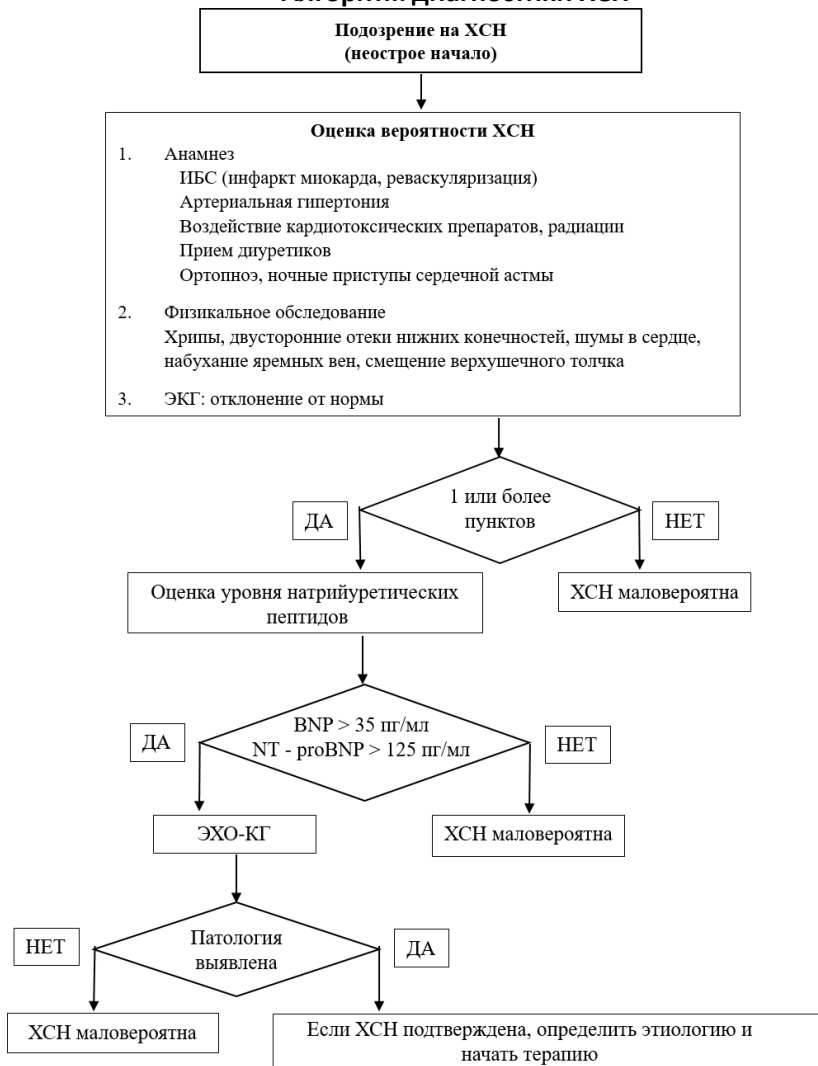 Алгоритм диагностики ХСН
Подозрение на ХСН
(неострое начало)
Оценка вероятности ХСН
1. Анамнез
ИБС (инфаркт миокарда, реваскуляризация)
Артериальная гипертония
Воздействие кардиотоксических препаратов, радиации
Прием диуретиков
Ортопноэ, ночные приступы сердечной астмы
2. Физикальное обследование
Хрипы, двусторонние отеки нижних конечностей, шумы в сердце,
набухание яремных вен, смещение верхушечного толчка
3. ЭКГ: отклонение от нормы
1 или более
пунктов
ДА
НЕТ
Оценка уровня натрийуретических
пептидов
ХСН маловероятна
BNP > 35 пг/мл
NT - proBNP > 125 пг/мл
ДА
НЕТ
ЭХО-КГ
ХСН маловероятна
Патология
выявлена
НЕТ
ДА
ХСН маловероятна
Если ХСН подтверждена, определить этиологию и
начать терапию